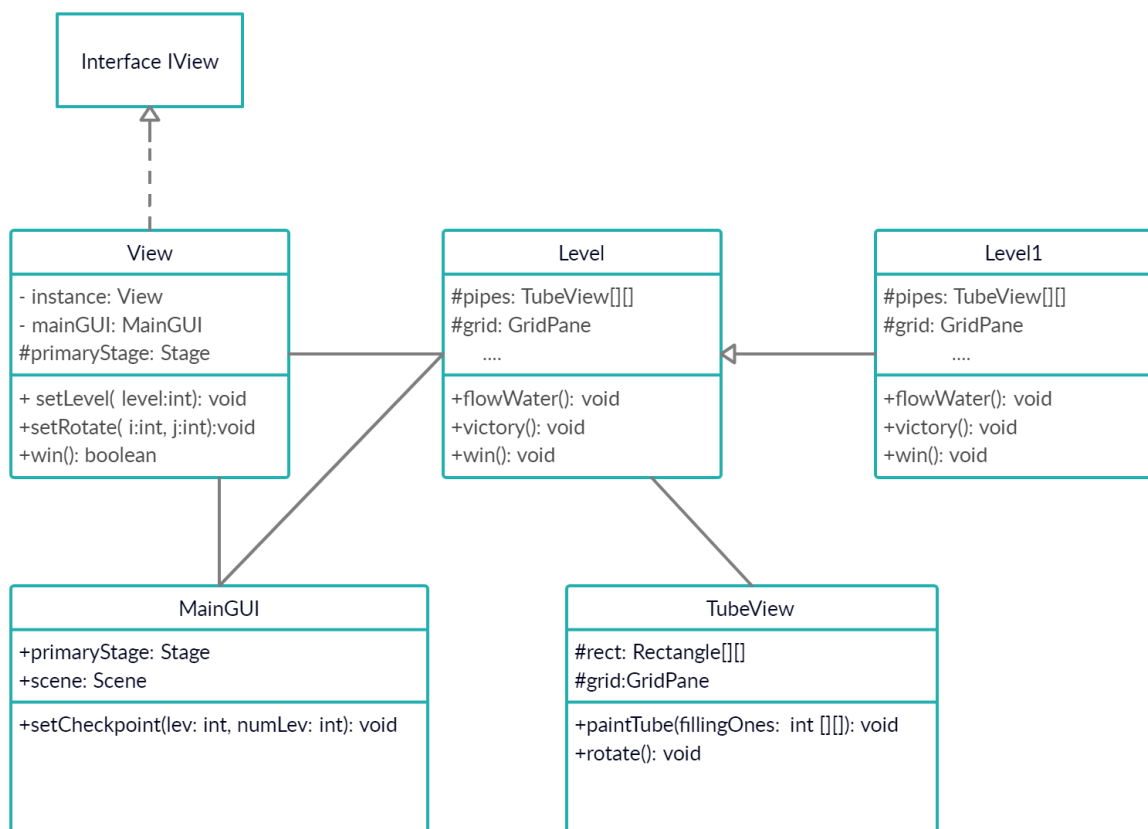 Interface IView
View
- instance: View
- mainGUI: MainGUI
#primaryStage: Stage
+ setLevel( level:int): void
+setRotate( i:int, j:int):void
+win(): boolean
Level
#pipes: TubeView[][]
#grid: GridPane
....
+flowWater(): void
+victory(): void
+win(): void
Level1
#pipes: TubeView[][]
#grid: GridPane
....
+flowWater(): void
+victory(): void
+win(): void
MainGUI
+primaryStage: Stage
+scene: Scene
+setCheckpoint(lev: int, numLev: int): void
TubeView
#rect: Rectangle[][]
#grid:GridPane
+paintTube(fillingOnes: int [][]): void
+rotate(): void